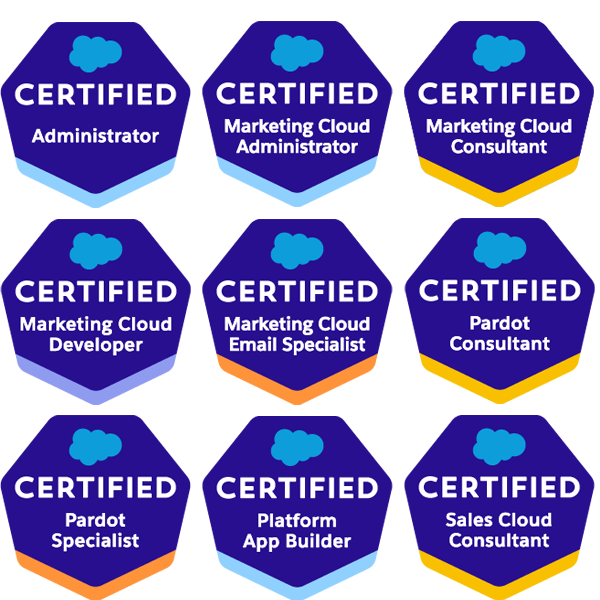 CERTIFIED
Administrator
CERTIFIED
Marketing Cloud
Administrator
CERTIFIED
Marketing Cloud
Consultant
CERTIFIED
Marketing Cloud
Developer
CERTIFIED
Marketing Cloud
Email Specialist
CERTIFIED
Pardot
Consultant
CERTIFIED
Pardot
Specialist
CERTIFIED
Platform
App Builder
CERTIFIED
Sales Cloud
Consultant